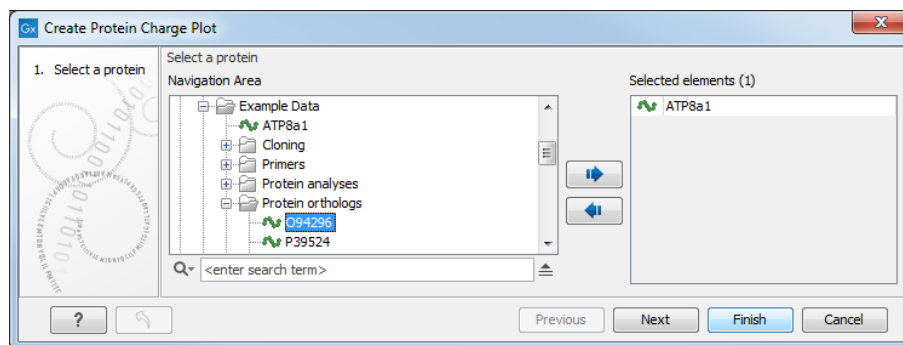 Gx Create Protein Charge Plot
X
1. Select a protein
Select a protein
Navigation Area
Example Data
ATP8a1
Cloning
Primers
Protein analyses
Protein orthologs
O94296
P39524
<enter search term>
Selected elements (1)
ATP8a1
?
Previous
Next
Finish
Cancel